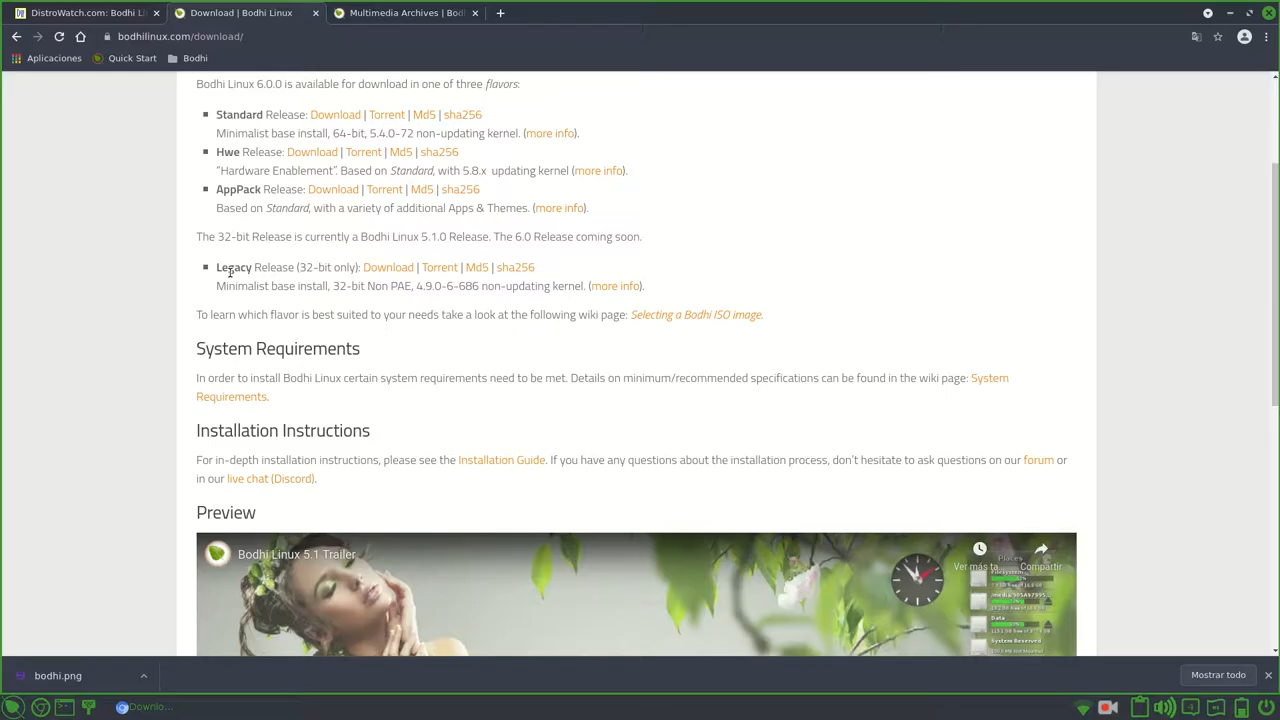 DistroWatch.com: Bodhi Li
Download | Bodhi Linux
Multimedia Archives | Bodl
bodhilinux.com/download/
Aplicaciones
Quick Start
Bodhi
Bodhi Linux 6.0.0 is available for download in one of three flavors:
Standard Release: Download | Torrent | Md5 | sha256
Minimalist base install, 64-bit, 5.4.0-72 non-updating kernel. (more info).
Hwe Release: Download | Torrent | Md5 | sha256
“Hardware Enablement”. Based on Standard, with 5.8.x updating kernel (more info).
AppPack Release: Download | Torrent | Md5 | sha256
Based on Standard, with a variety of additional Apps & Themes. (more info).
The 32-bit Release is currently a Bodhi Linux 5.1.0 Release. The 6.0 Release coming soon.
Legacy Release (32-bit only): Download | Torrent | Md5 | sha256
Minimalist base install, 32-bit Non PAE, 4.9.0-6-686 non-updating kernel. (more info).
To learn which flavor is best suited to your needs take a look at the following wiki page: Selecting a Bodhi ISO image.
System Requirements
In order to install Bodhi Linux certain system requirements need to be met. Details on minimum/recommended specifications can be found in the wiki page: System
Requirements.
Installation Instructions
For in-depth installation instructions, please see the Installation Guide. If you have any questions about the installation process, don’t hesitate to ask questions on our forum or
in our live chat (Discord).
Preview
Bodhi Linux 5.1 Trailer
Places
Ver más ta...
Compartir
Filesystem
Data
System Reserved
bodhi.png
Mostrar todo
Downlo...